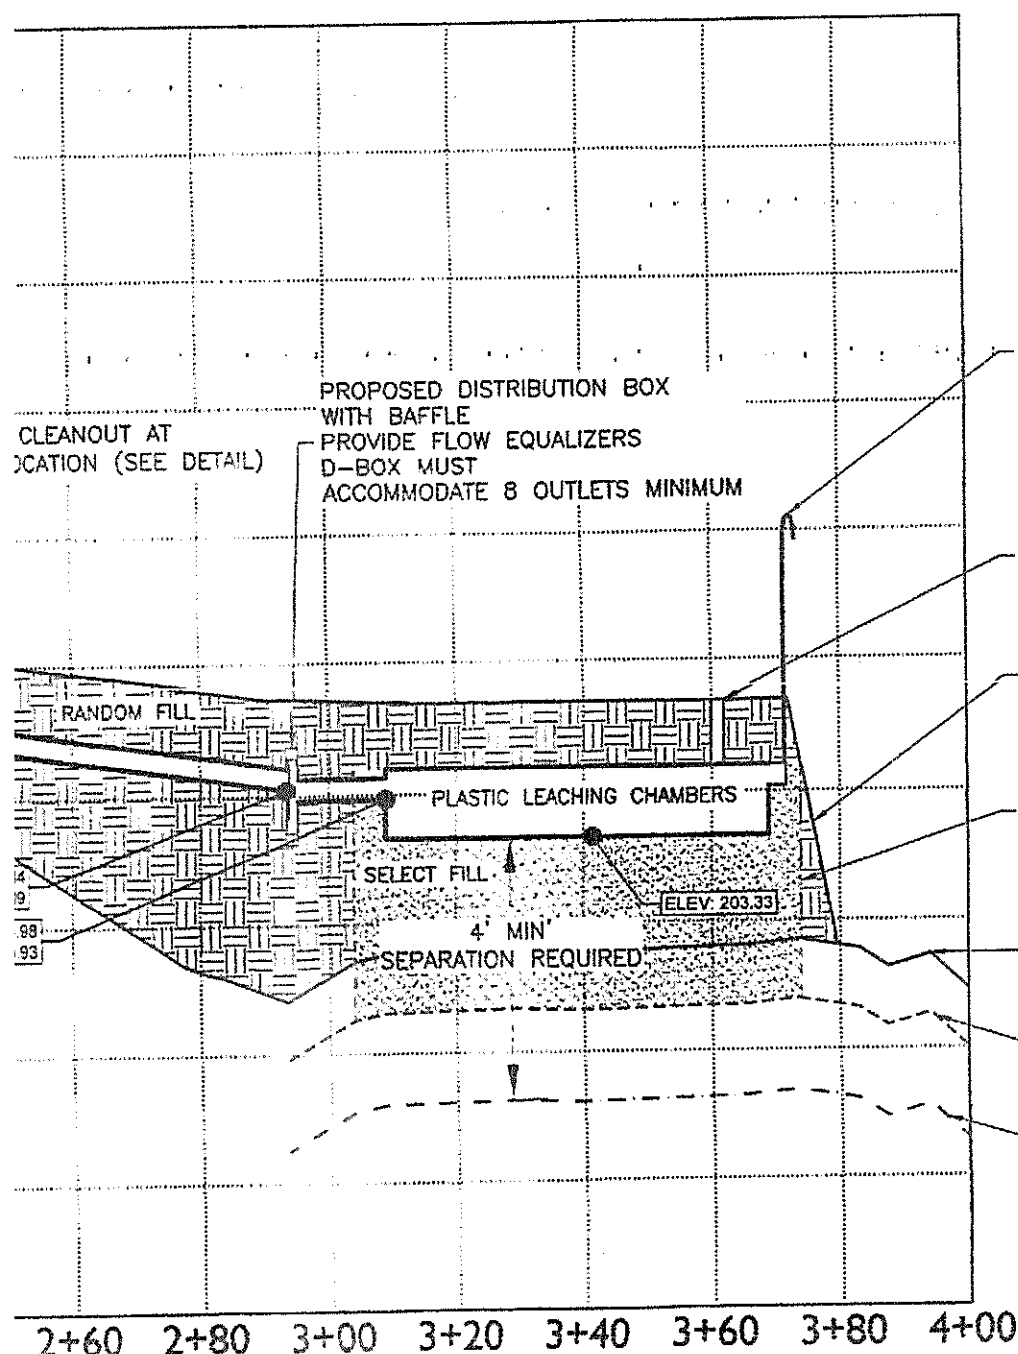 PROPOSED DISTRIBUTION BOX
WITH BAFFLE
PROVIDE FLOW EQUALIZERS
D-BOX MUST
ACCOMMODATE 8 OUTLETS MINIMUM
CLEANOUT AT
OCATION (SEE DETAIL)
RANDOM FILL
PLASTIC LEACHING CHAMBERS
SELECT FILL
ELEV: 203.33
.98
.93
4' MIN'
SEPARATION REQUIRED
2+60 2+80 3+00 3+20 3+40 3+60 3+80 4+00